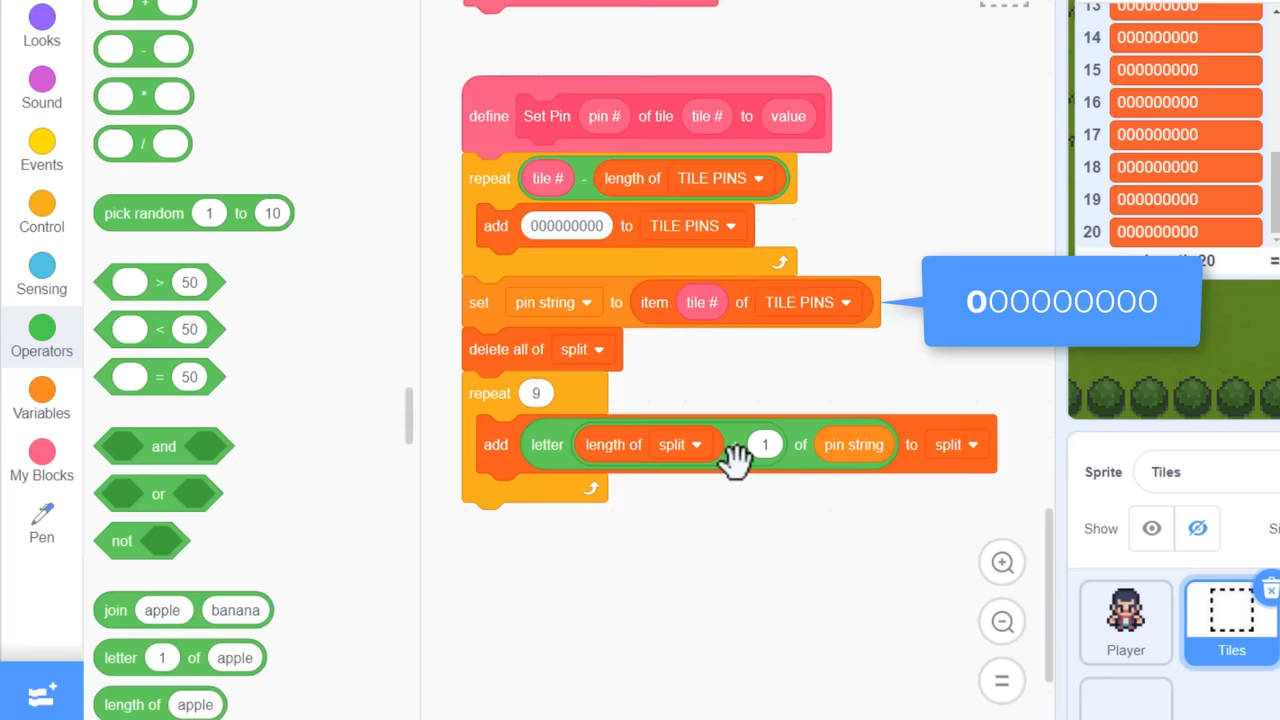 Looks
Sound
Events
Control
Sensing
Operators
Variables
My Blocks
Pen
+
-
*
/
pick random 1 to 10
> 50
< 50
= 50
and
or
not
join apple banana
letter 1 of apple
length of apple
define Set Pin pin # of tile tile # to value
repeat tile # - length of TILE PINS
add 000000000 to TILE PINS
set pin string to item tile # of TILE PINS
delete all of split
repeat 9
add letter length of split 1 of pin string to split
000000000
13 000000000
14 000000000
15 000000000
16 000000000
17 000000000
18 000000000
19 000000000
20 000000000
20 =
Sprite Tiles
Show
Player
Tiles